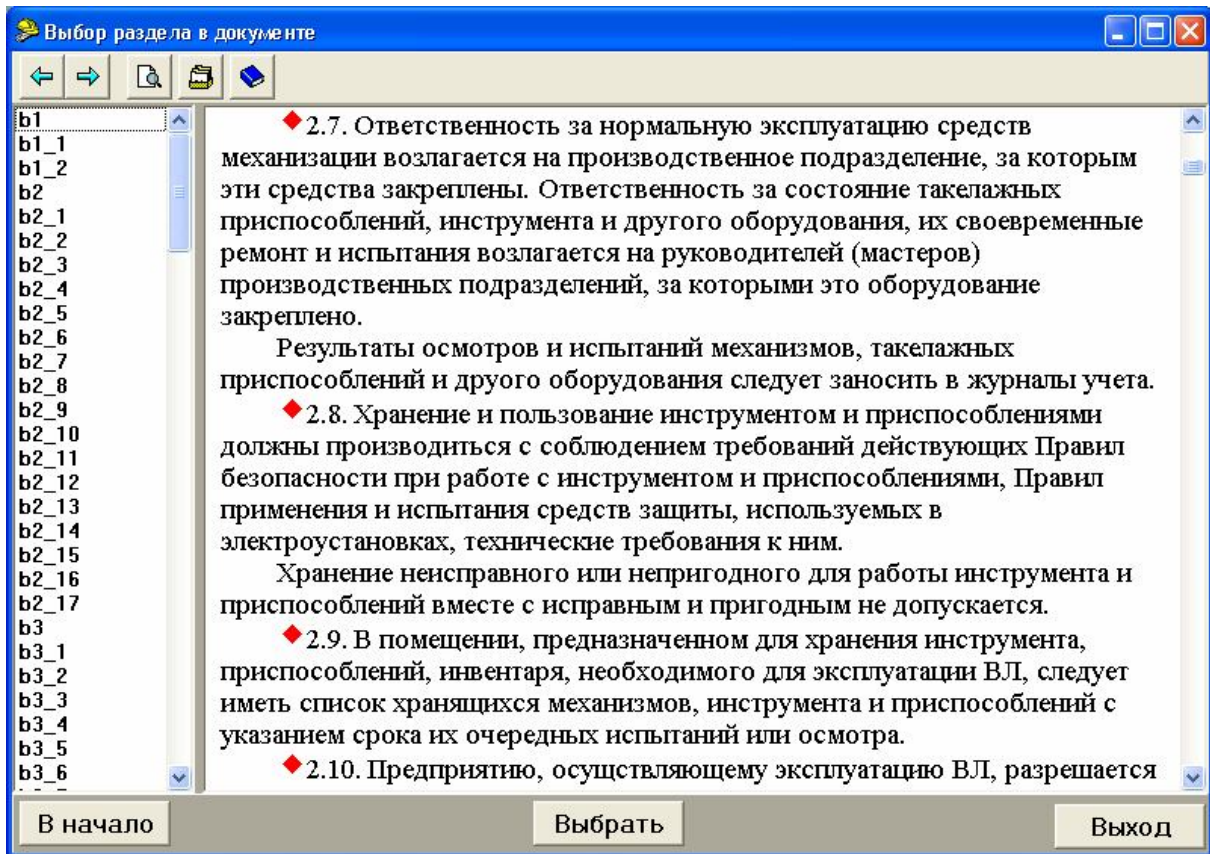 Выбор раздела в документе
b1
b1_1
b1_2
b2
b2_1
b2_2
b2_3
b2_4
b2_5
b2_6
b2_7
b2_8
b2_9
b2_10
b2_11
b2_12
b2_13
b2_14
b2_15
b2_16
b2_17
b3
b3_1
b3_2
b3_3
b3_4
b3_5
b3_6
2.7. Ответственность за нормальную эксплуатацию средств
механизации возлагается на производственное подразделение, за которым
эти средства закреплены. Ответственность за состояние такелажных
приспособлений, инструмента и другого оборудования, их своевременные
ремонт и испытания возлагается на руководителей (мастеров)
производственных подразделений, за которыми это оборудование
закреплено.
Результаты осмотров и испытаний механизмов, такелажных
приспособлений и друого оборудования следует заносить в журналы учета.
2.8. Хранение и пользование инструментом и приспособлениями
должны производиться с соблюдением требований действующих Правил
безопасности при работе с инструментом и приспособлениями, Правил
применения и испытания средств защиты, используемых в
электроустановках, технические требования к ним.
Хранение неисправного или непригодного для работы инструмента и
приспособлений вместе с исправным и пригодным не допускается.
2.9. В помещении, предназначенном для хранения инструмента,
приспособлений, инвентаря, необходимого для эксплуатации ВЛ, следует
иметь список хранящихся механизмов, инструмента и приспособлений с
указанием срока их очередных испытаний или осмотра.
2.10. Предприятию, осущствляющему эксплуатацию ВЛ, разрешается
В начало
Выбрать
Выход